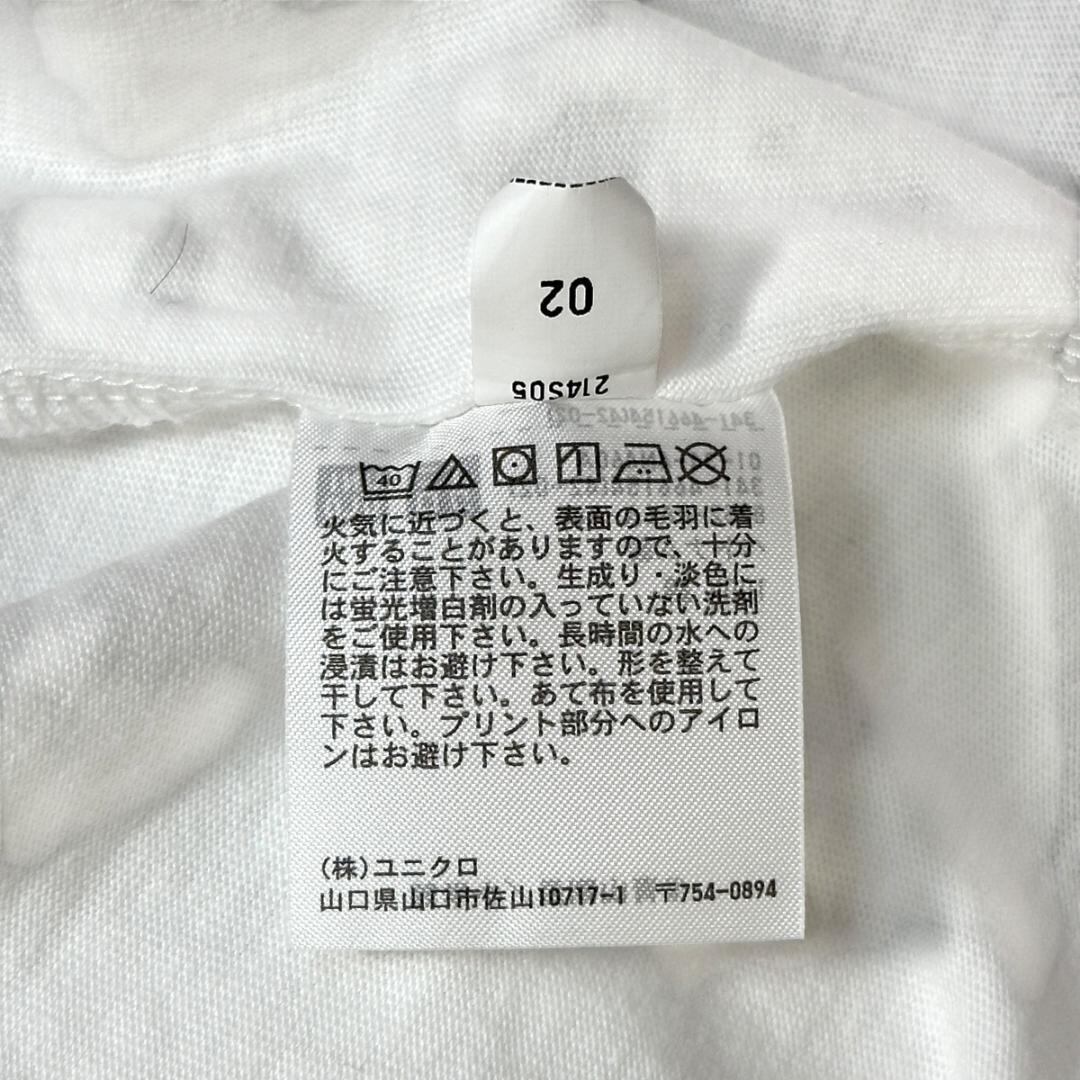 02
214S05
40
火気に近づくと、表面の毛羽に着
火することがありますので、十分
にご注意下さい。生成り・淡色に
は蛍光増白剤の入っていない洗剤
をご使用下さい。長時間の水への
浸漬はお避け下さい。形を整えて
干して下さい。あて布を使用して
下さい。プリント部分へのアイロ
ンはお避け下さい。
(株)ユニクロ
山口県山口市佐山10717-1 〒754-0894